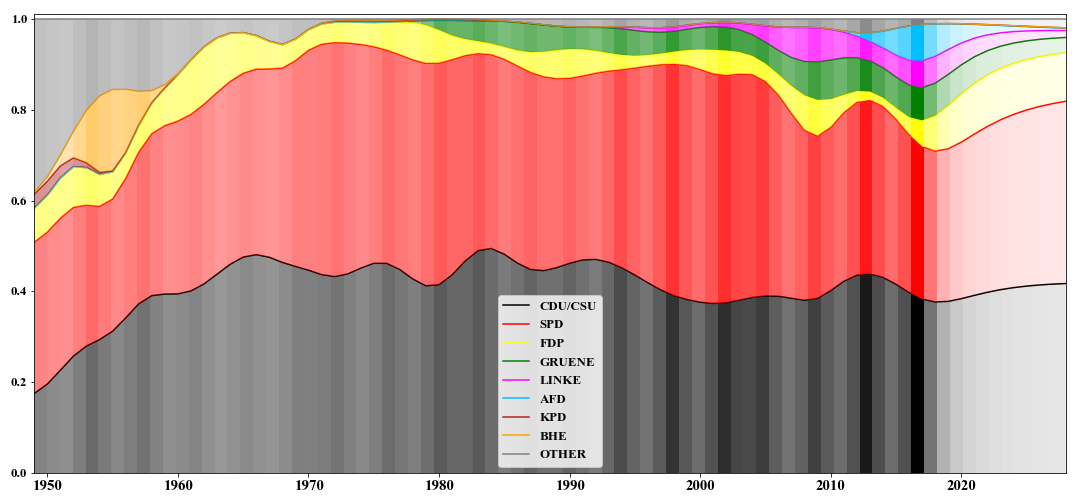 1.0
0.8
0.6
0.4
0.2
0.0
CDU/CSU
SPD
FDP
GRUENE
LINKE
AFD
KPD
BHE
OTHER
1950 1960 1970 1980 1990 2000 2010 2020